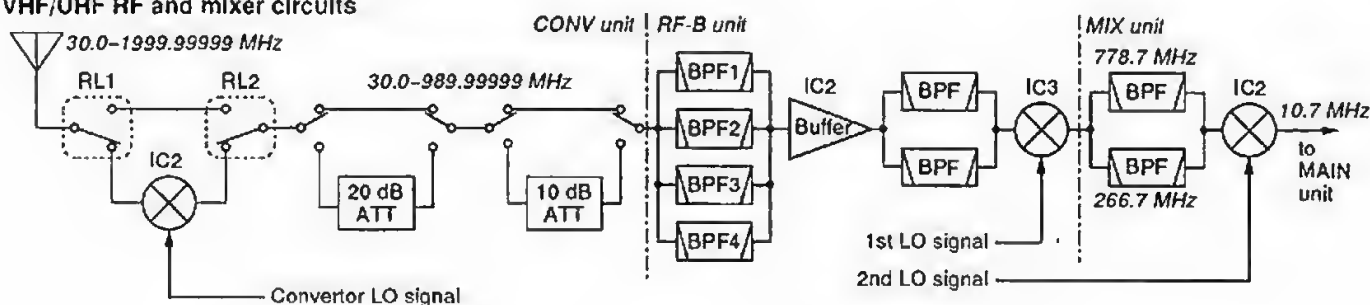 VHF/UHF RF and mixer circuits
30.0–1999.99999 MHz
RL1
RL2
IC2
Convertor LO signal
30.0–989.99999 MHz
20 dB
ATT
10 dB
ATT
CONV unit
RF-B unit
BPF1
BPF2
BPF3
BPF4
IC2
Buffer
BPF
BPF
IC3
1st LO signal
2nd LO signal
MIX unit
778.7 MHz
BPF
BPF
266.7 MHz
IC2
10.7 MHz
to
MAIN
unit